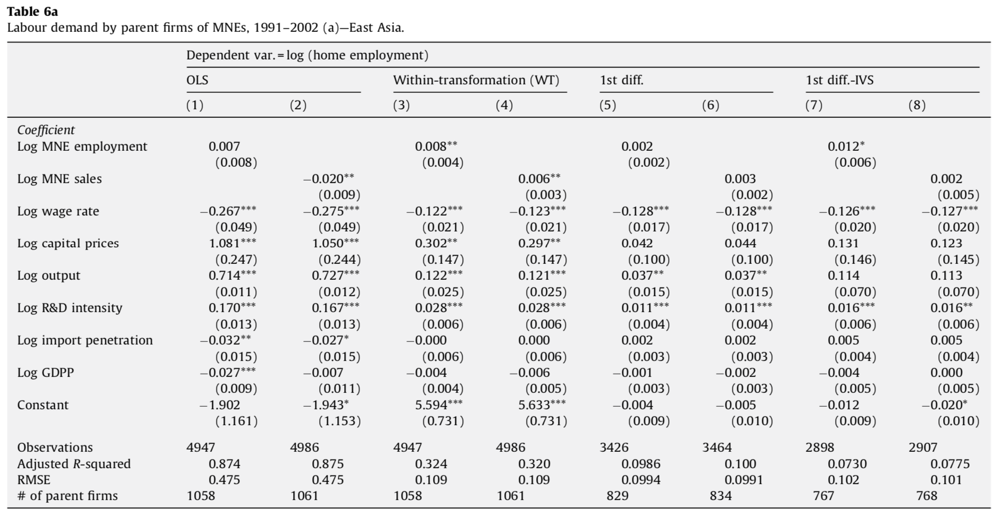 Table 6a
Labour demand by parent firms of MNEs, 1991–2002 (a)—East Asia.
Dependent var. = log (home employment)
OLS Within-transformation (WT) 1st diff. 1st diff.-IVS
(1) (2) (3) (4) (5) (6) (7) (8)
Coefficient
Log MNE employment 0.007 0.008** 0.002 0.012*
(0.008) (0.004) (0.002) (0.006)
Log MNE sales −0.020** 0.006** 0.003 0.002
(0.009) (0.003) (0.002) (0.005)
Log wage rate −0.267*** −0.275*** −0.122*** −0.123*** −0.128*** −0.128*** −0.126*** −0.127***
(0.049) (0.049) (0.021) (0.021) (0.017) (0.017) (0.020) (0.020)
Log capital prices 1.081*** 1.050*** 0.302** 0.297** 0.042 0.044 0.131 0.123
(0.247) (0.244) (0.147) (0.147) (0.100) (0.100) (0.146) (0.145)
Log output 0.714*** 0.727*** 0.122*** 0.121*** 0.037** 0.037** 0.114 0.113
(0.011) (0.012) (0.025) (0.025) (0.015) (0.015) (0.070) (0.070)
Log R&D intensity 0.170*** 0.167*** 0.028*** 0.028*** 0.011*** 0.011*** 0.016*** 0.016**
(0.013) (0.013) (0.006) (0.006) (0.004) (0.004) (0.006) (0.006)
Log import penetration −0.032** −0.027* −0.000 0.000 0.002 0.002 0.005 0.005
(0.015) (0.015) (0.006) (0.006) (0.003) (0.003) (0.004) (0.004)
Log GDPP −0.027*** −0.007 −0.004 −0.006 −0.001 −0.002 −0.004 0.000
(0.009) (0.011) (0.004) (0.005) (0.003) (0.003) (0.005) (0.005)
Constant −1.902 −1.943* 5.594*** 5.633*** −0.004 −0.005 −0.012 −0.020*
(1.161) (1.153) (0.731) (0.731) (0.009) (0.010) (0.009) (0.010)
Observations 4947 4986 4947 4986 3426 3464 2898 2907
Adjusted R-squared 0.874 0.875 0.324 0.320 0.0986 0.100 0.0730 0.0775
RMSE 0.475 0.475 0.109 0.109 0.0994 0.0991 0.102 0.101
# of parent firms 1058 1061 1058 1061 829 834 767 768